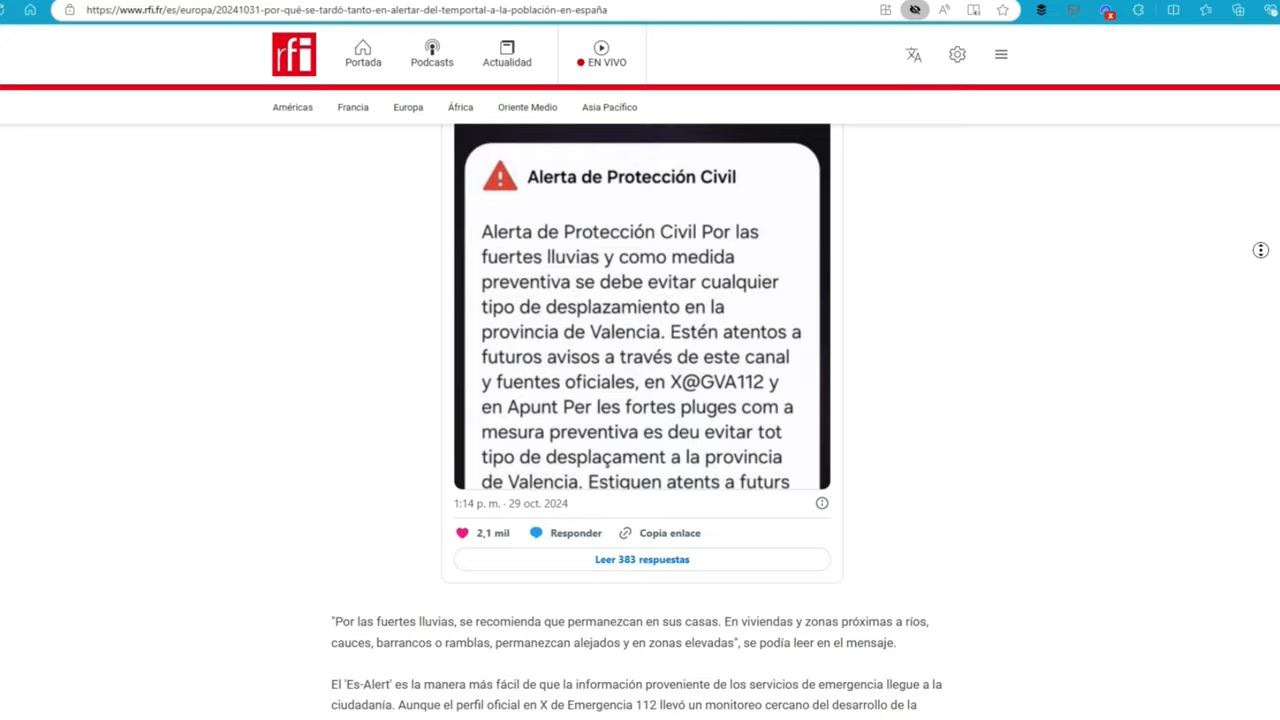 https://www.rfi.fr/es/europa/20241031-por-qué-se-tardó-tanto-en-alertar-del-temportal-a-la-población-en-españa
rfi
Portada
Podcasts
Actualidad
EN VIVO
Américas
Francia
Europa
África
Oriente Medio
Asia Pacífico
Alerta de Protección Civil
Alerta de Protección Civil Por las
fuertes lluvias y como medida
preventiva se debe evitar cualquier
tipo de desplazamiento en la
provincia de Valencia. Estén atentos a
futuros avisos a través de este canal
y fuentes oficiales, en X@GVA112 y
en Apunt Per les fortes pluges com a
mesura preventiva es deu evitar tot
tipo de desplaçament a la provincia
de Valencia. Estiguen atents a futurs
1:14 p. m. · 29 oct. 2024
2,1 mil
Responder
Copia enlace
Leer 383 respuestas
"Por las fuertes lluvias, se recomienda que permanezcan en sus casas. En viviendas y zonas próximas a ríos,
cauces, barrancos o ramblas, permanezcan alejados y en zonas elevadas", se podía leer en el mensaje.
El 'Es-Alert' es la manera más fácil de que la información proveniente de los servicios de emergencia llegue a la
ciudadanía. Aunque el perfil oficial en X de Emergencia 112 llevó un monitoreo cercano del desarrollo de la